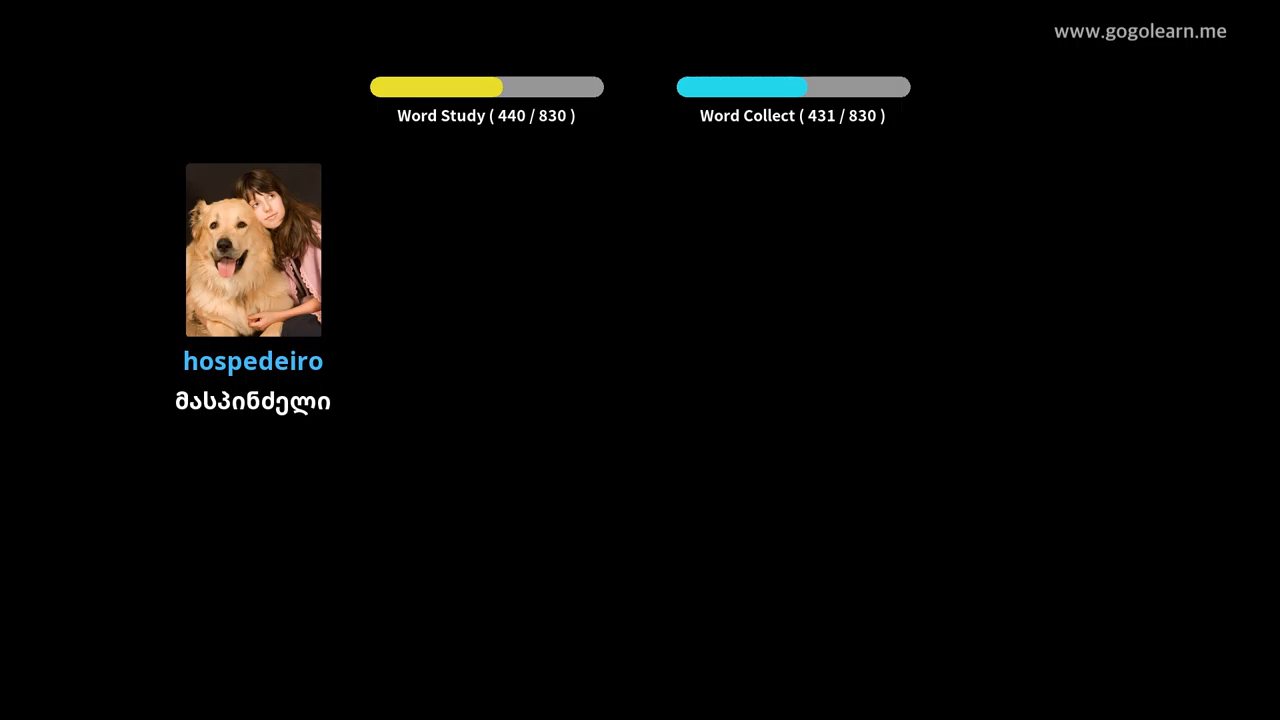 www.gogolearn.me
Word Study ( 440 / 830 )
Word Collect ( 431 / 830 )
hospedeiro
მასპინძელი